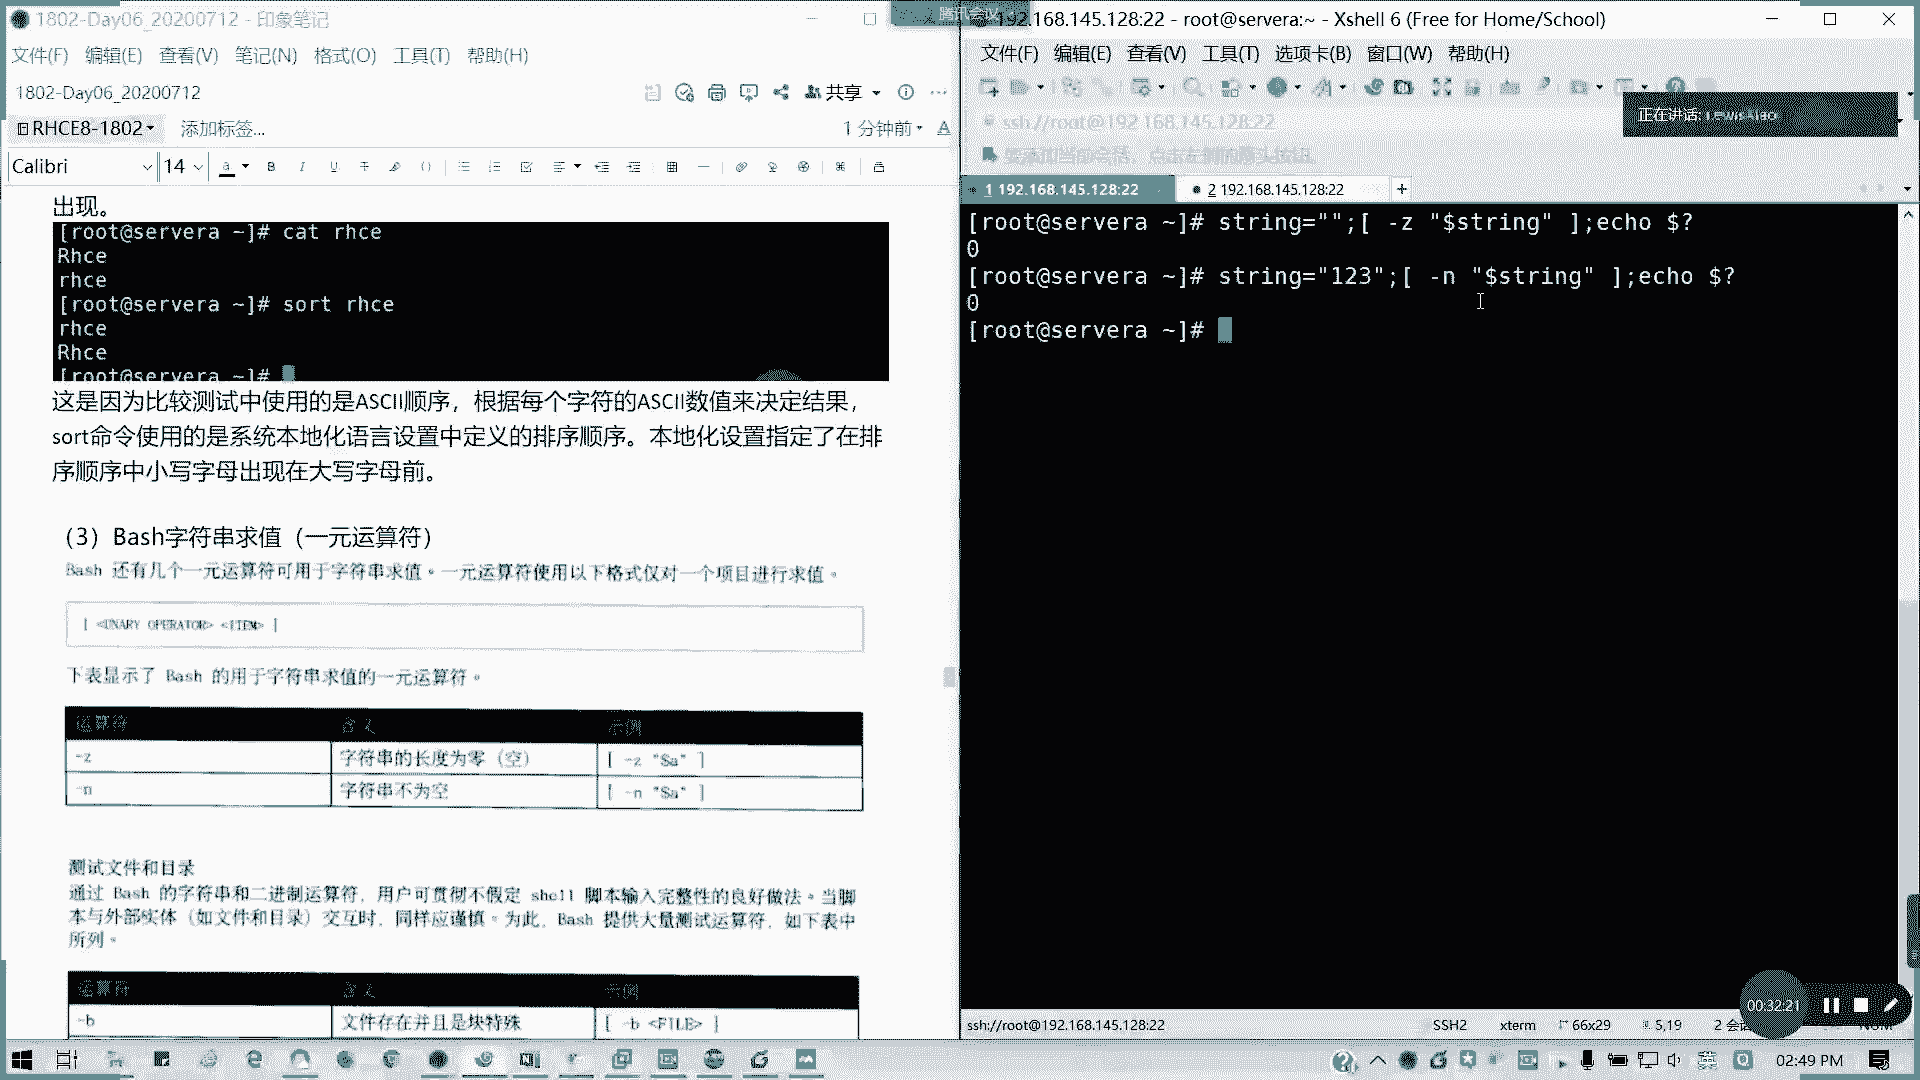 1802-Day06_20200712 - 印象笔记
文件(F) 编辑(E) 查看(V) 笔记(N) 格式(O) 工具(T) 帮助(H)
1802-Day06_20200712
共享
RHCE8-1802
添加标签...
1 分钟前
Calibri
14
出现。
[root@servera ~]# cat rhce
Rhce
rhce
[root@servera ~]# sort rhce
rhce
Rhce
[root@servera ~]#
这是因为比较测试中使用的是ASCII顺序，根据每个字符的ASCII数值来决定结果，
sort命令使用的是系统本地化语言设置中定义的排序顺序。本地化设置指定了在排
序顺序中小写字母出现在大写字母前。
（3）Bash字符串求值（一元运算符）
Bash 还有几个一元运算符可用于字符串求值。一元运算符使用以下格式仅对一个项目进行求值。
[ <UNARY OPERATOR> <ITEM> ]
下表显示了 Bash 的用于字符串求值的一元运算符。
运算符 含义 示例
-z 字符串的长度为零（空） [ -z "$a" ]
-n 字符串不为空 [ -n "$a" ]
测试文件和目录
通过 Bash 的字符串和二进制运算符，用户可贯彻不假定 shell 脚本输入完整性的良好做法。当脚
本与外部实体（如文件和目录）交互时，同样应谨慎。为此，Bash 提供大量测试运算符，如下表中
所列。
运算符 含义 示例
-b 文件存在并且是块特殊 [ -b <FILE> ]
腾讯会议
192.168.145.128:22 - root@servera:~ - Xshell 6 (Free for Home/School)
文件(F) 编辑(E) 查看(V) 工具(T) 选项卡(B) 窗口(W) 帮助(H)
正在讲话: LewisXiao
ssh://root@192.168.145.128:22
要添加当前会话，点击左侧的箭头按钮。
1 192.168.145.128:22
2 192.168.145.128:22
[root@servera ~]# string="";[ -z "$string" ];echo $?
0
[root@servera ~]# string="123";[ -n "$string" ];echo $?
0
[root@servera ~]#
00:32:21
ssh://root@192.168.145.128:22
SSH2
xterm
66x29
5,19
英
02:49 PM